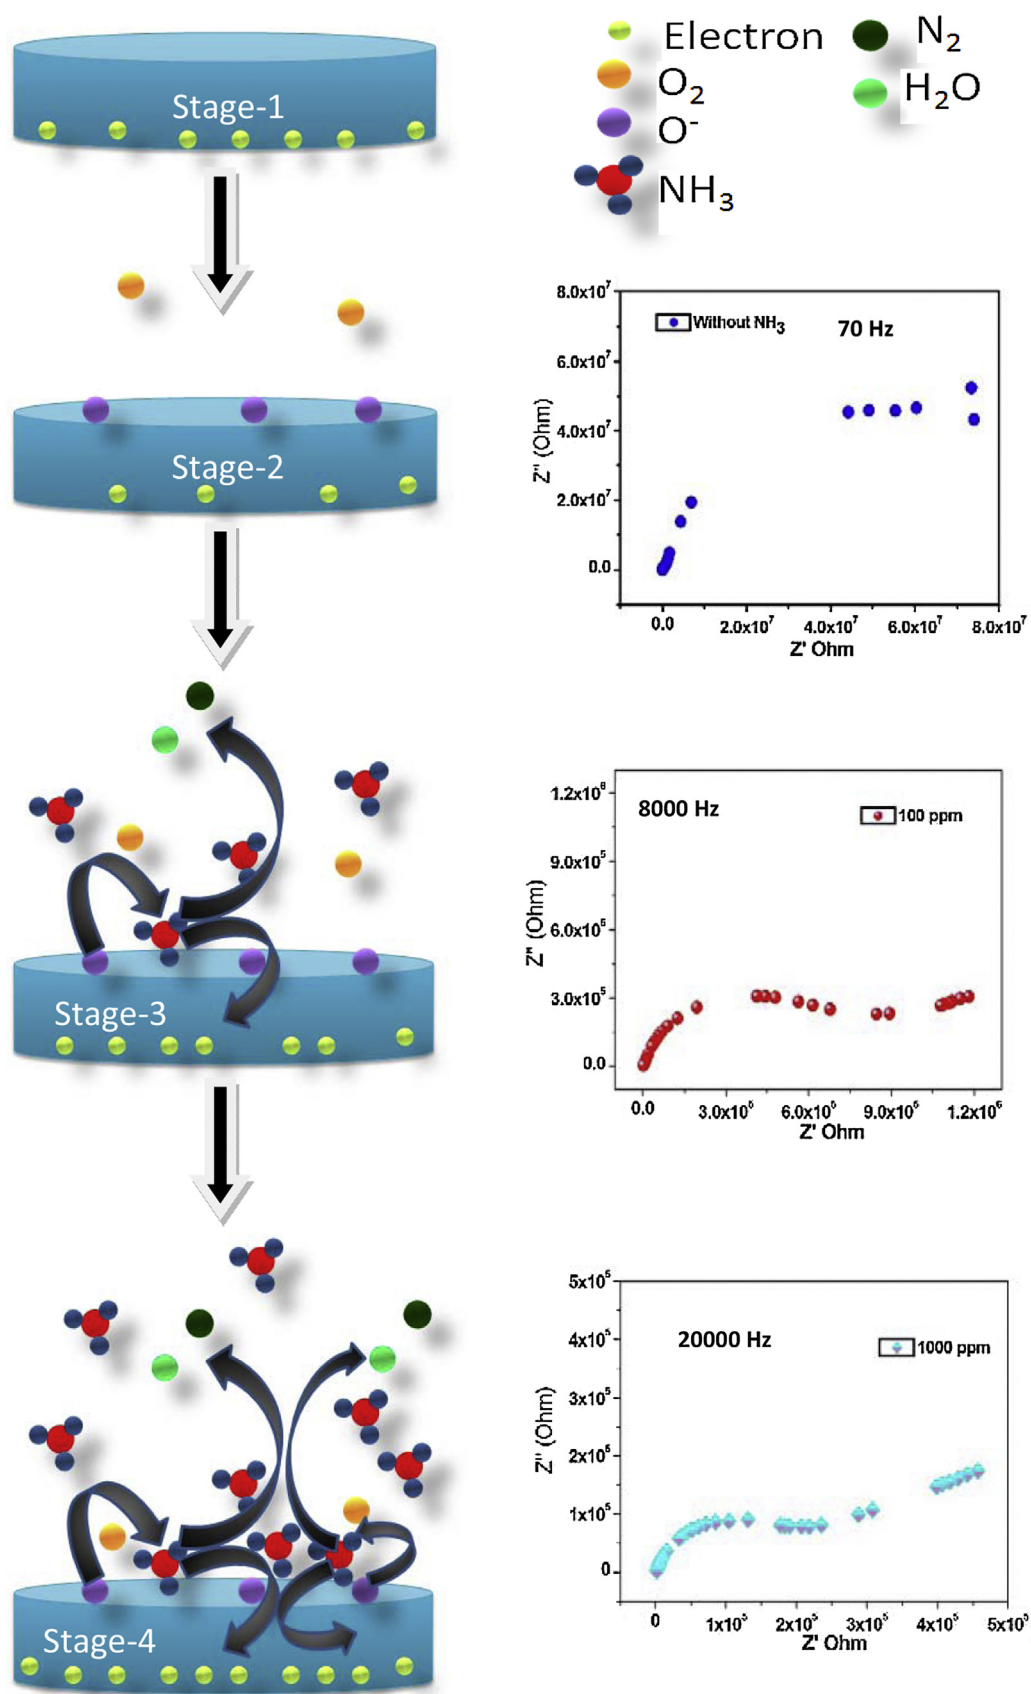 Stage-1
Electron
O2
O-
NH3
N2
H2O
Stage-2
Stage-3
Stage-4
8.0x10^7
6.0x10^7
4.0x10^7
2.0x10^7
0.0
Z'' (Ohm)
Without NH3
70 Hz
0.0 2.0x10^7 4.0x10^7 6.0x10^7 8.0x10^7
Z' Ohm
1.2x10^6
9.0x10^5
6.0x10^5
3.0x10^5
0.0
Z'' (Ohm)
8000 Hz
100 ppm
0.0 3.0x10^5 6.0x10^5 9.0x10^5 1.2x10^6
Z' Ohm
5x10^5
4x10^5
3x10^5
2x10^5
1x10^5
0
Z'' (Ohm)
20000 Hz
1000 ppm
0 1x10^5 2x10^5 3x10^5 4x10^5 5x10^5
Z' Ohm